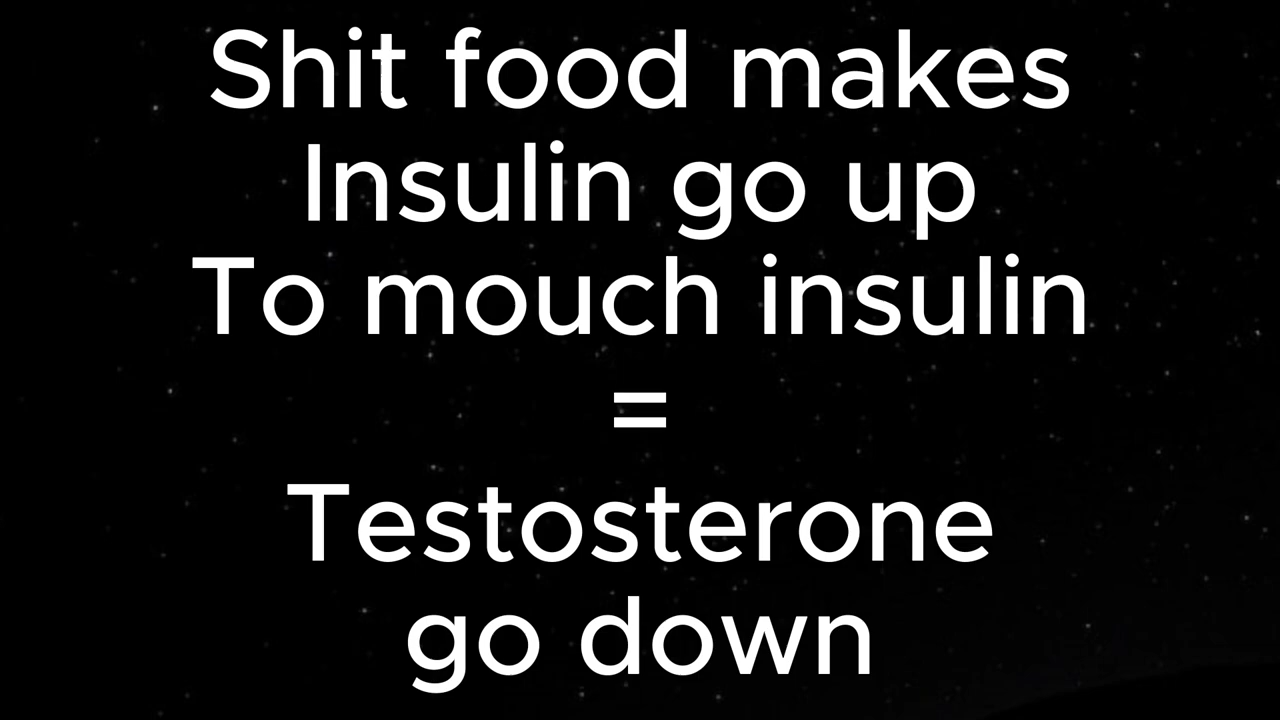 Shit food makes
Insulin go up
To mouch insulin
=
Testosterone
go down